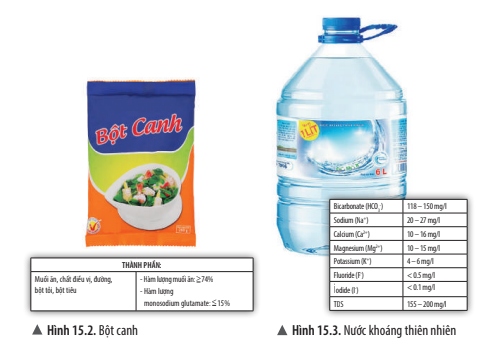 Bột Canh
1 LÍT
6 L
THÀNH PHẦN:
Muối ăn, chất điều vị, đường,
bột tỏi, bột tiêu
- Hàm lượng muối ăn: ≧74%
- Hàm lượng
monosodium glutamate: ≦15%
Bicarbonate (HCO₃⁻) 118 – 150 mg/l
Sodium (Na⁺) 20 – 27 mg/l
Calcium (Ca²⁺) 10 – 16 mg/l
Magnesium (Mg²⁺) 10 – 15 mg/l
Potassium (K⁺) 4 – 6 mg/l
Fluoride (F⁻) < 0.5 mg/l
Iodide (I⁻) < 0.1 mg/l
TDS 155 – 200 mg/l
▲ Hình 15.2. Bột canh
▲ Hình 15.3. Nước khoáng thiên nhiên